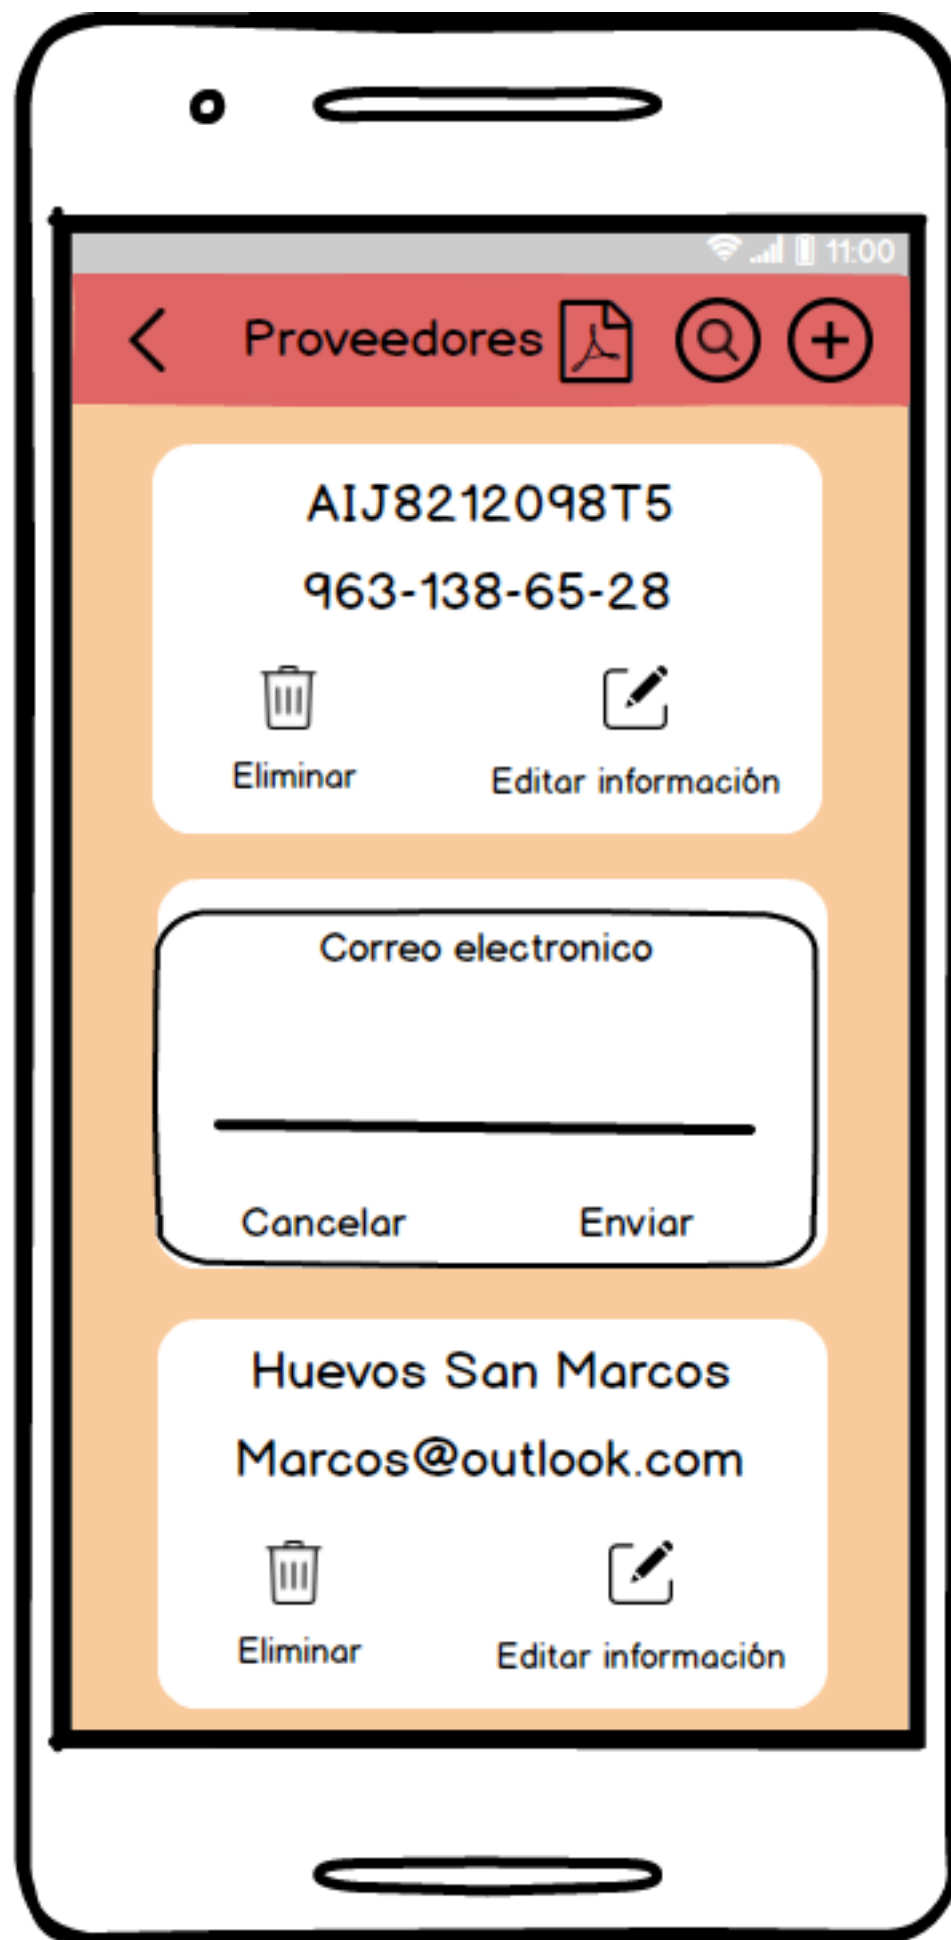 11:00
Proveedores
AIJ8212098T5
963-138-65-28
Eliminar
Editar información
Correo electronico
Cancelar
Enviar
Huevos San Marcos
Marcos@outlook.com
Eliminar
Editar información